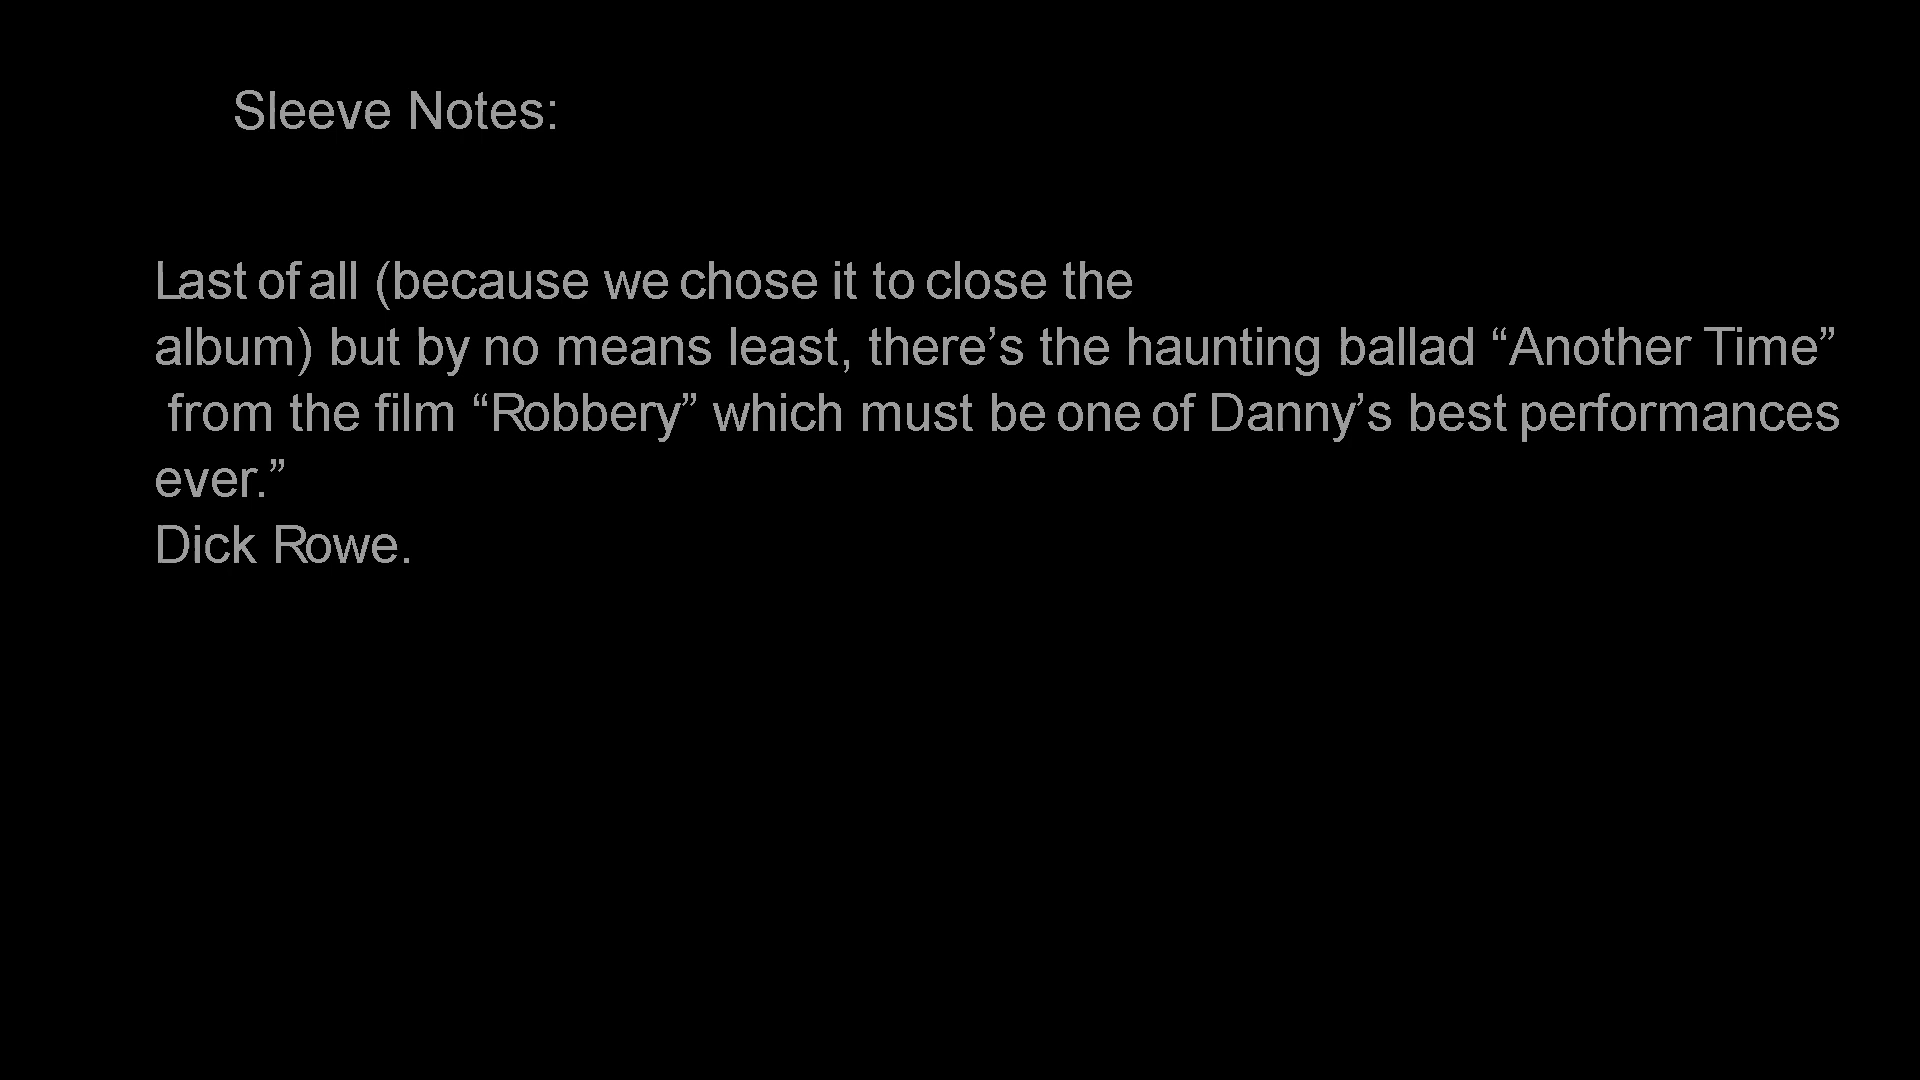 Sleeve Notes:
Last of all (because we chose it to close the
album) but by no means least, there’s the haunting ballad “Another Time”
from the film “Robbery” which must be one of Danny’s best performances
ever.”
Dick Rowe.